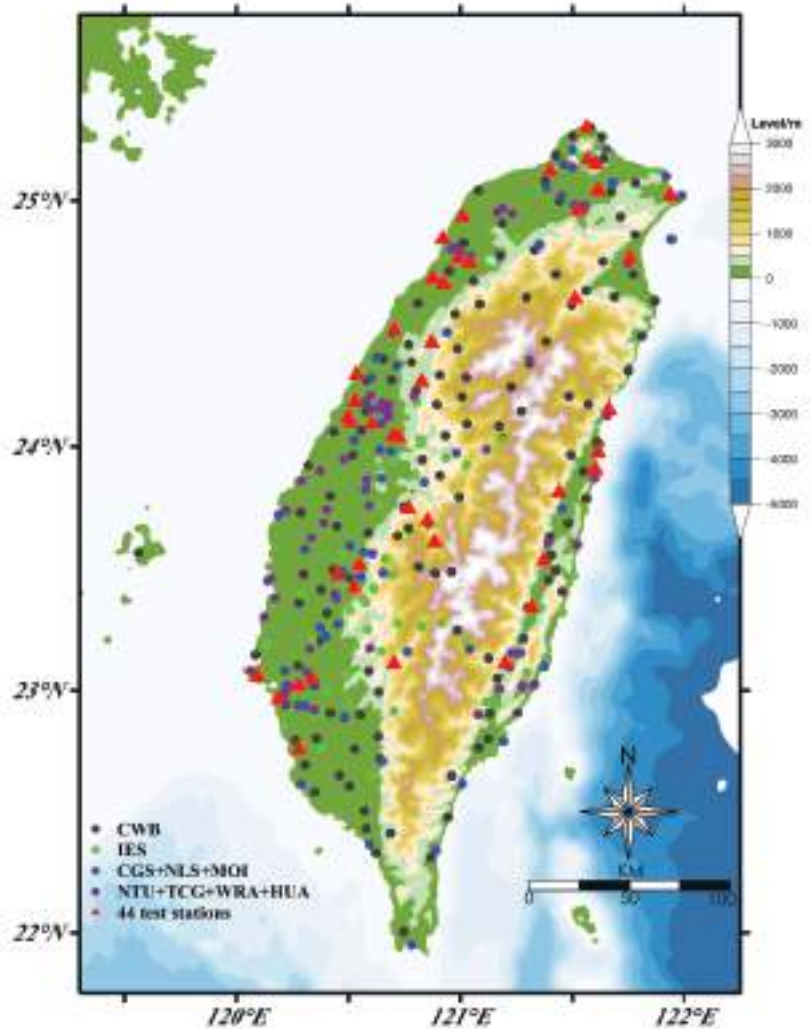 Level/m
3000
2000
1000
0
-1000
-2000
-3000
-4000
-5000
25°N
24°N
23°N
22°N
120°E
121°E
122°E
N
KM
0
50
100
CWB
IES
CGS+NLS+MOI
NTU+TCG+WRA+HUA
44 test stations